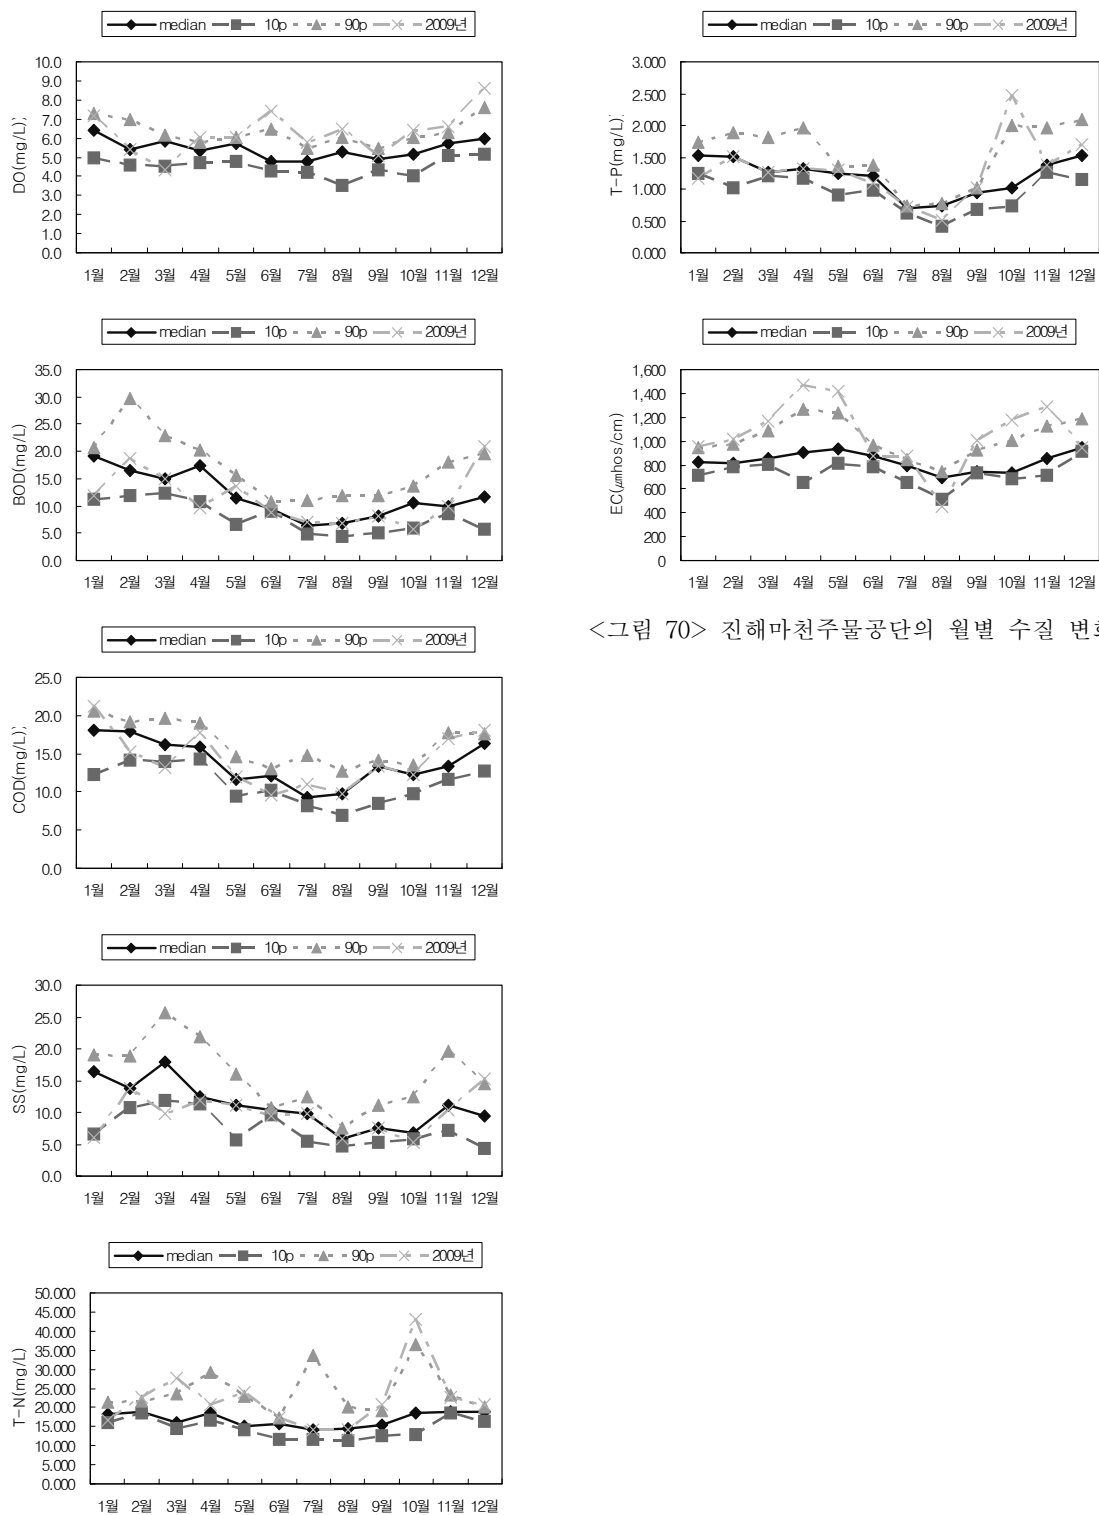 median 10p 90p 2009년
DO(mg/L)
10.0
9.0
8.0
7.0
6.0
5.0
4.0
3.0
2.0
1.0
0.0
1월 2월 3월 4월 5월 6월 7월 8월 9월 10월 11월 12월
median 10p 90p 2009년
BOD(mg/L)
35.0
30.0
25.0
20.0
15.0
10.0
5.0
0.0
1월 2월 3월 4월 5월 6월 7월 8월 9월 10월 11월 12월
median 10p 90p 2009년
COD(mg/L)
25.0
20.0
15.0
10.0
5.0
0.0
1월 2월 3월 4월 5월 6월 7월 8월 9월 10월 11월 12월
median 10p 90p 2009년
SS(mg/L)
30.0
25.0
20.0
15.0
10.0
5.0
0.0
1월 2월 3월 4월 5월 6월 7월 8월 9월 10월 11월 12월
median 10p 90p 2009년
T-N(mg/L)
50.000
45.000
40.000
35.000
30.000
25.000
20.000
15.000
10.000
5.000
0.000
1월 2월 3월 4월 5월 6월 7월 8월 9월 10월 11월 12월
median 10p 90p 2009년
T-P(mg/L)
3.000
2.500
2.000
1.500
1.000
0.500
0.000
1월 2월 3월 4월 5월 6월 7월 8월 9월 10월 11월 12월
median 10p 90p 2009년
EC(㎛hos/cm)
1,600
1,400
1,200
1,000
800
600
400
200
0
1월 2월 3월 4월 5월 6월 7월 8월 9월 10월 11월 12월
<그림 70> 진해마천주물공단의 월별 수질 변화